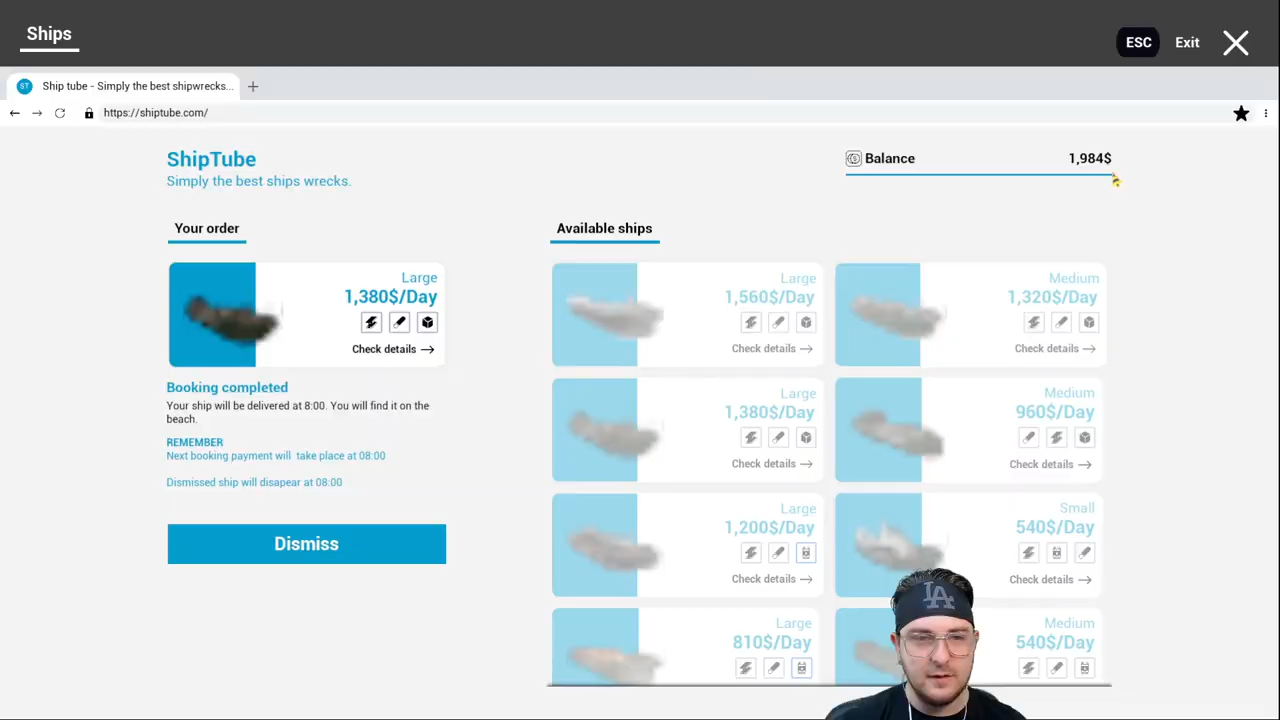 Ships
ESC Exit
ST Ship tube - Simply the best shipwrecks...
https://shiptube.com/
ShipTube
Simply the best ships wrecks.
Balance 1,984$
Your order
Available ships
Large
1,380$/Day
Check details
Booking completed
Your ship will be delivered at 8:00. You will find it on the
beach.
REMEMBER
Next booking payment will take place at 08:00
Dismissed ship will disapear at 08:00
Dismiss
Large
1,560$/Day
Check details
Medium
1,320$/Day
Check details
Large
1,380$/Day
Check details
Medium
960$/Day
Check details
Large
1,200$/Day
Check details
Small
540$/Day
Check details
Large
810$/Day
Medium
540$/Day
LA